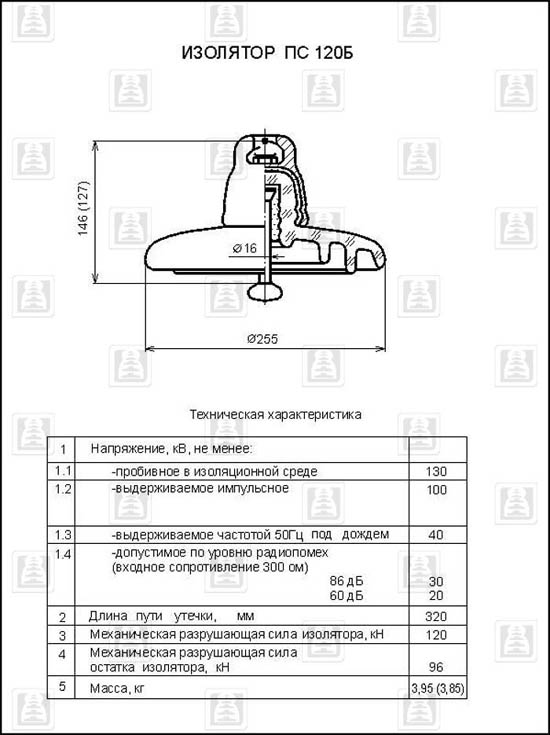 ИЗОЛЯТОР ПС 120Б
146 (127)
Ø16
Ø255
Техническая характеристика
1 Напряжение, кВ, не менее:
1.1 -пробивное в изоляционной среде 130
1.2 -выдерживаемое импульсное 100
1.3 -выдерживаемое частотой 50Гц под дождем 40
1.4 -допустимое по уровню радиопомех
(входное сопротивление 300 ом)
86 дБ 30
60 дБ 20
2 Длина пути утечки, мм 320
3 Механическая разрушающая сила изолятора, кН 120
4 Механическая разрушающая сила
остатка изолятора, кН 96
5 Масса, кг 3,95 (3,85)